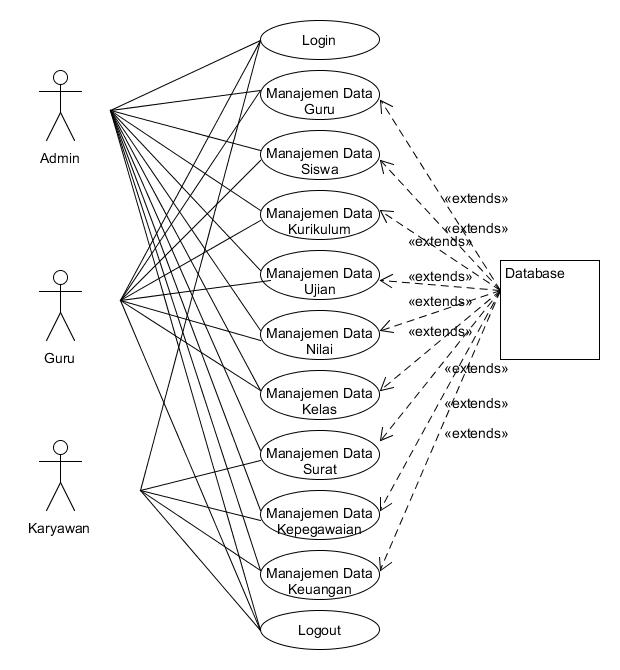 Login
Manajemen Data
Guru
Admin
Manajemen Data
Siswa
«extends»
Manajemen Data
Kurikulum
«extends»
«extends»
Manajemen Data
Ujian
«extends»
Database
Guru
«extends»
Manajemen Data
Nilai
«extends»
Manajemen Data
Kelas
«extends»
«extends»
«extends»
Manajemen Data
Surat
Karyawan
Manajemen Data
Kepegawaian
Manajemen Data
Keuangan
Logout